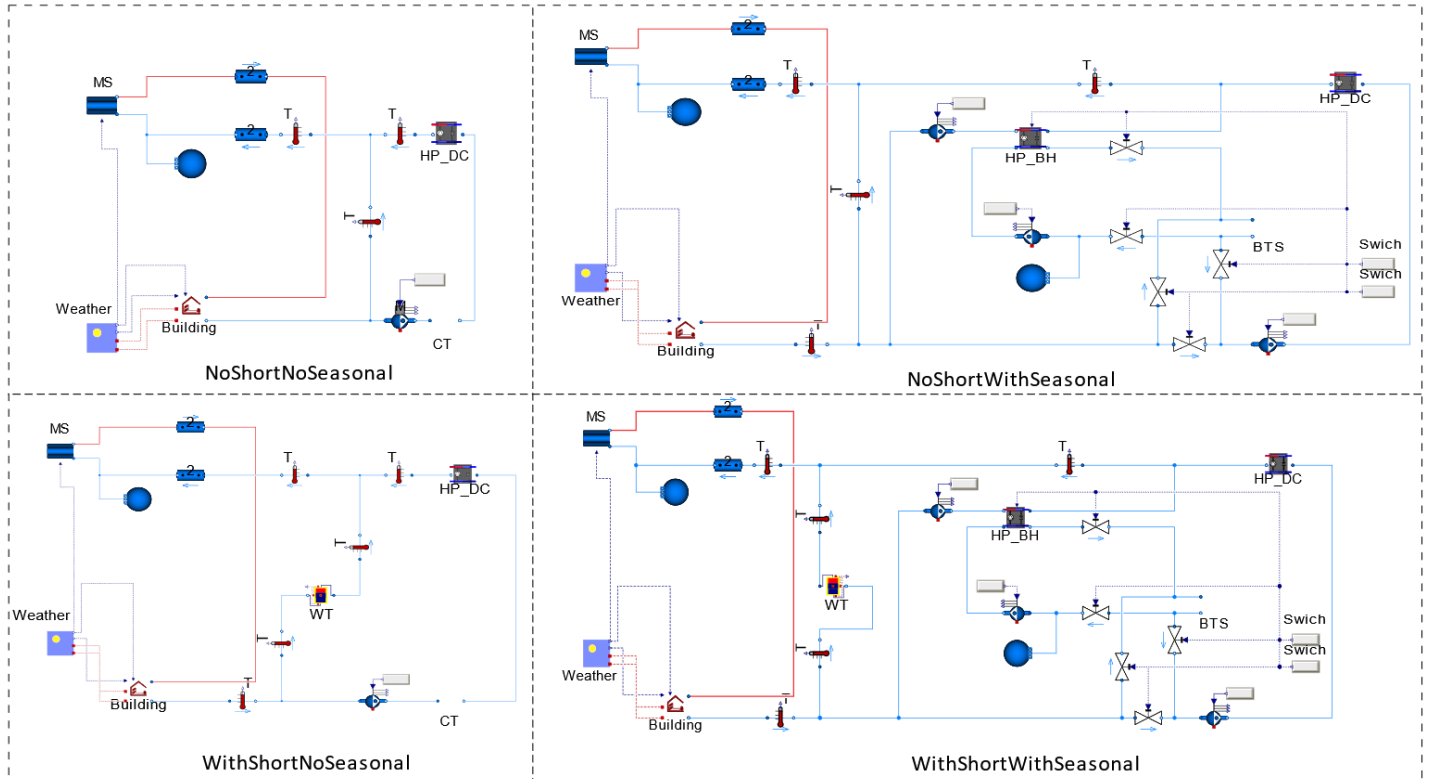 MS
2
2
T
T
HP_DC
T
Weather
Building
CT
NoShortNoSeasonal
MS
2
2
T
T
HP_DC
HP_BH
T
BTS
Swich
Swich
Weather
Building
T
NoShortWithSeasonal
MS
2
2
T
T
HP_DC
T
WT
T
Weather
Building
T
CT
WithShortNoSeasonal
MS
2
2
T
T
HP_DC
T
HP_BH
WT
T
BTS
Swich
Swich
Weather
Building
T
WithShortWithSeasonal